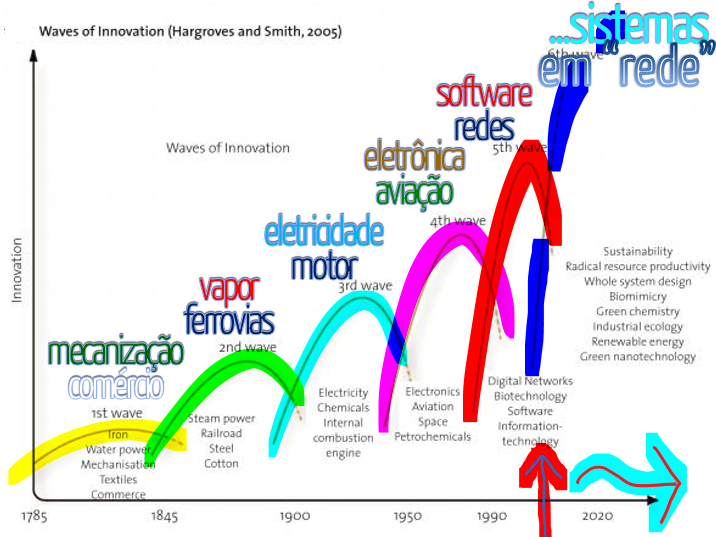 Waves of Innovation (Hargroves and Smith, 2005)
...sistemas
6th wave
em "rede"
software
redes
5th wave
Waves of Innovation
eletrônica
aviação
4th wave
eletricidade
motor
3rd wave
vapor
ferrovias
2nd wave
mecanização
comércio
1st wave
Iron
Water power
Mechanisation
Textiles
Commerce
Steam power
Railroad
Steel
Cotton
Electricity
Chemicals
Internal
combustion
engine
Electronics
Aviation
Space
Petrochemicals
Digital Networks
Biotechnology
Software
Information-
technology
Sustainability
Radical resource productivity
Whole system design
Biomimicry
Green chemistry
Industrial ecology
Renewable energy
Green nanotechnology
Innovation
1785 1845 1900 1950 1990 2020